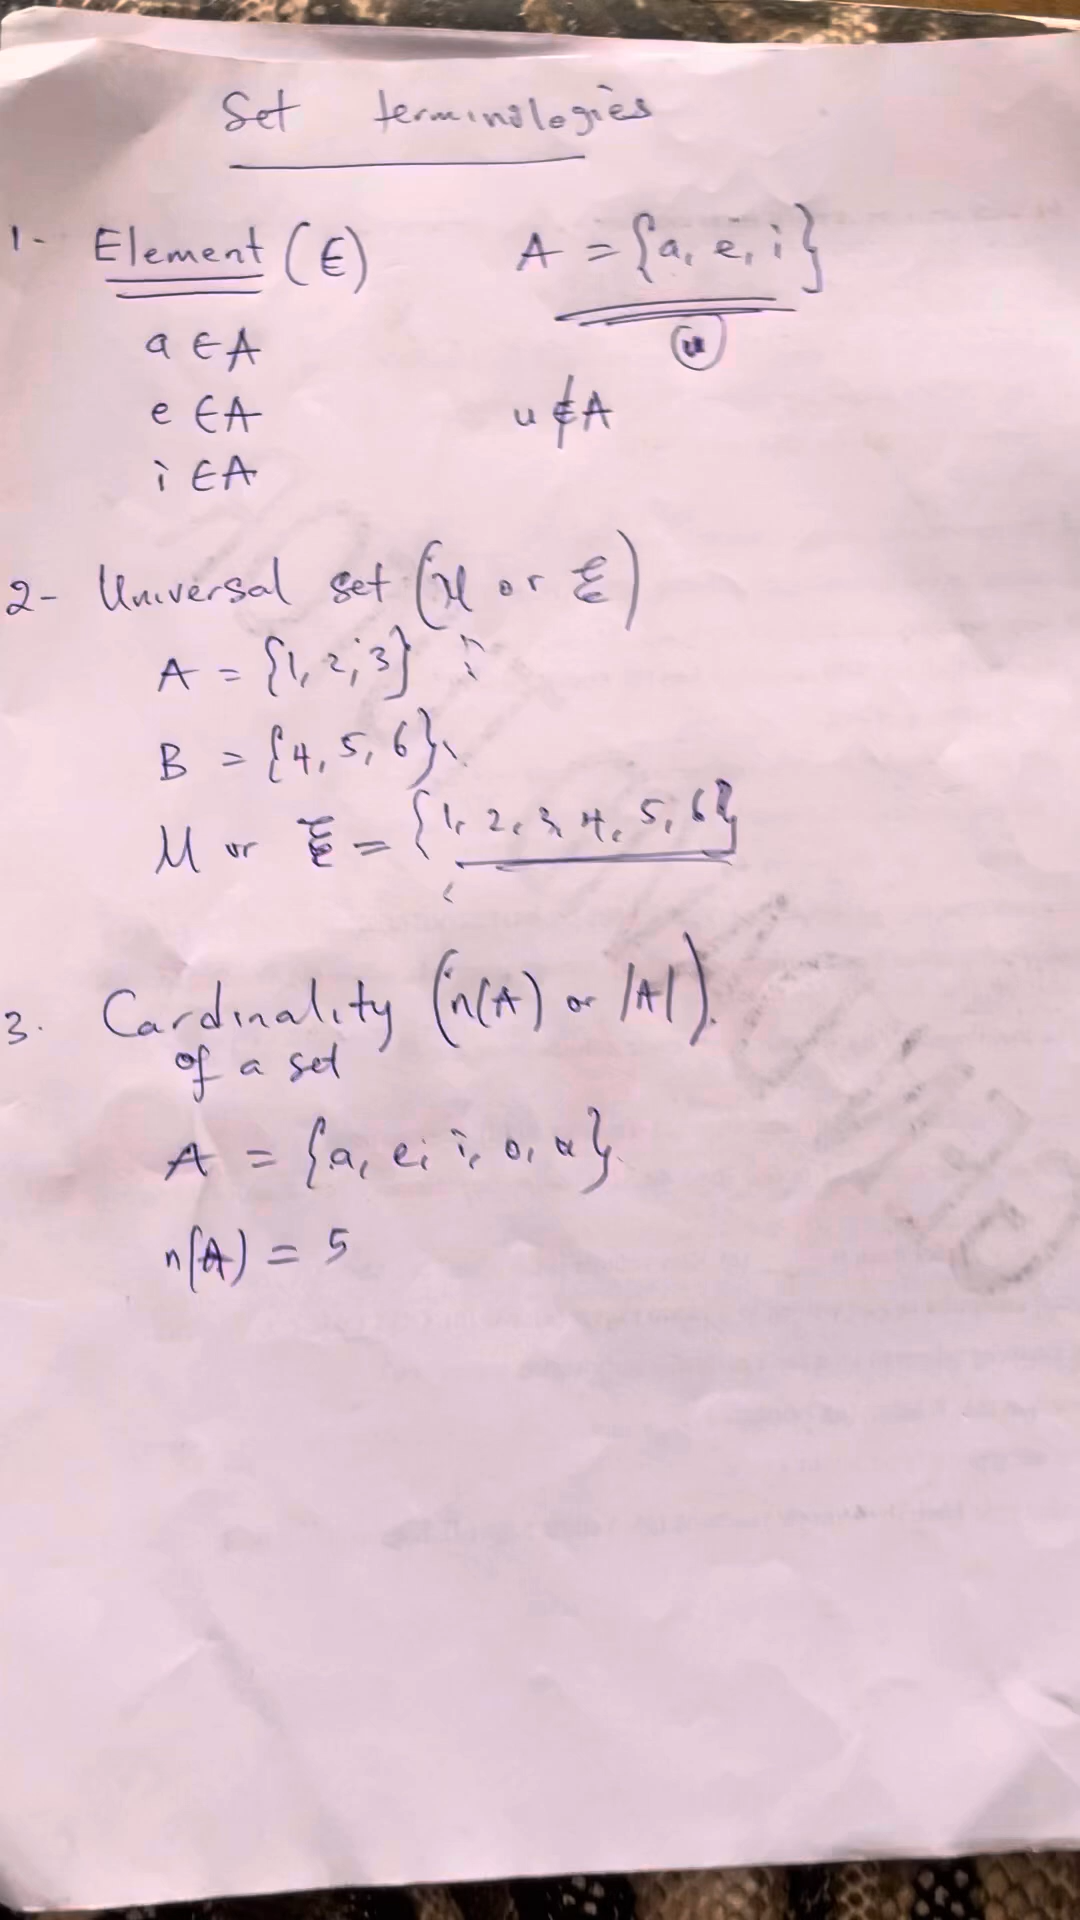 Set terminologies
1- Element (∈) A = {a, e, i}
u
a ∈ A
e ∈ A u ∉ A
i ∈ A
2- Universal set (μ or ξ)
A = {1, 2, 3}
B = {4, 5, 6}
μ or ξ = {1, 2, 3, 4, 5, 6}
3. Cardinality (n(A) or |A|).
of a set
A = {a, e, i, o, u}
n(A) = 5